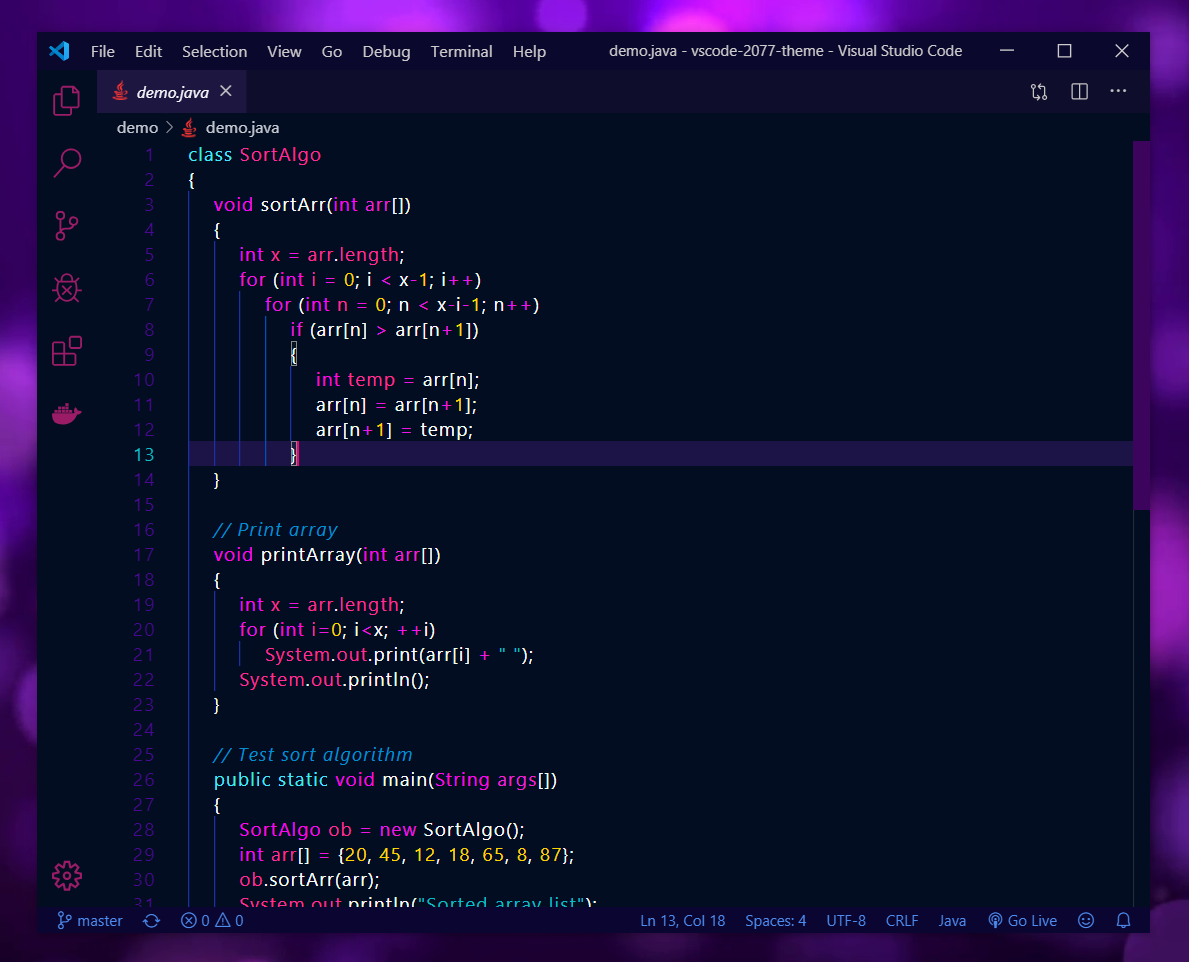 File Edit Selection View Go Debug Terminal Help demo.java - vscode-2077-theme - Visual Studio Code
demo.java
demo > demo.java
1 class SortAlgo
2 {
3 void sortArr(int arr[])
4 {
5 int x = arr.length;
6 for (int i = 0; i < x-1; i++)
7 for (int n = 0; n < x-i-1; n++)
8 if (arr[n] > arr[n+1])
9 {
10 int temp = arr[n];
11 arr[n] = arr[n+1];
12 arr[n+1] = temp;
13 }
14 }
15
16 // Print array
17 void printArray(int arr[])
18 {
19 int x = arr.length;
20 for (int i=0; i<x; ++i)
21 System.out.print(arr[i] + " ");
22 System.out.println();
23 }
24
25 // Test sort algorithm
26 public static void main(String args[])
27 {
28 SortAlgo ob = new SortAlgo();
29 int arr[] = {20, 45, 12, 18, 65, 8, 87};
30 ob.sortArr(arr);
31 System.out.println("Sorted array list");
master 0 0 Ln 13, Col 18 Spaces: 4 UTF-8 CRLF Java Go Live